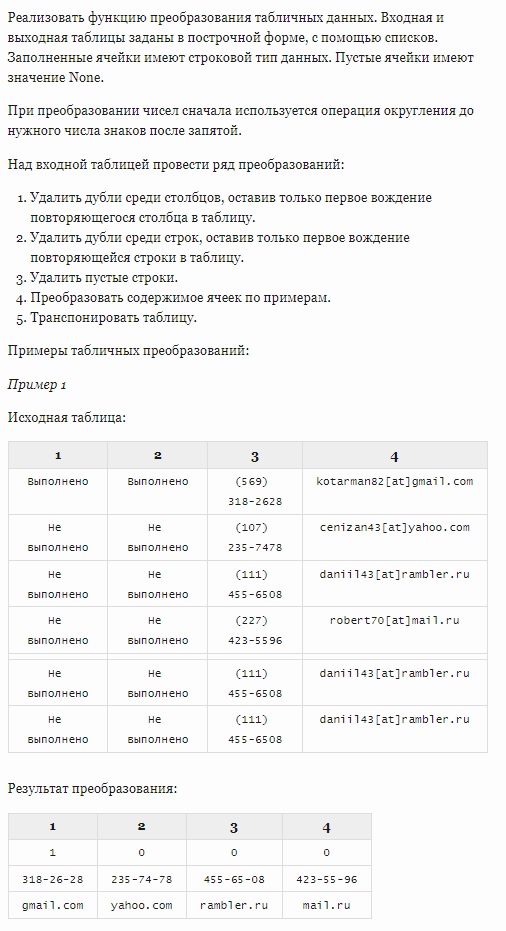 Реализовать функцию преобразования табличных данных. Входная и
выходная таблицы заданы в построчной форме, с помощью списков.
Заполненные ячейки имеют строковой тип данных. Пустые ячейки имеют
значение None.
При преобразовании чисел сначала используется операция округления до
нужного числа знаков после запятой.
Над входной таблицей провести ряд преобразований:
1. Удалить дубли среди столбцов, оставив только первое вождение
повторяющегося столбца в таблицу.
2. Удалить дубли среди строк, оставив только первое вождение
повторяющейся строки в таблицу.
3. Удалить пустые строки.
4. Преобразовать содержимое ячеек по примерам.
5. Транспонировать таблицу.
Примеры табличных преобразований:
Пример 1
Исходная таблица:
1 2 3 4
Выполнено Выполнено (569) kotarman82[at]gmail.com
318-2628
Не Не (107) cenizan43[at]yahoo.com
выполнено выполнено 235-7478
Не Не (111) daniil43[at]rambler.ru
выполнено выполнено 455-6508
Не Не (227) robert70[at]mail.ru
выполнено выполнено 423-5596
Не Не (111) daniil43[at]rambler.ru
выполнено выполнено 455-6508
Не Не (111) daniil43[at]rambler.ru
выполнено выполнено 455-6508
Результат преобразования:
1 2 3 4
1 0 0 0
318-26-28 235-74-78 455-65-08 423-55-96
gmail.com yahoo.com rambler.ru mail.ru